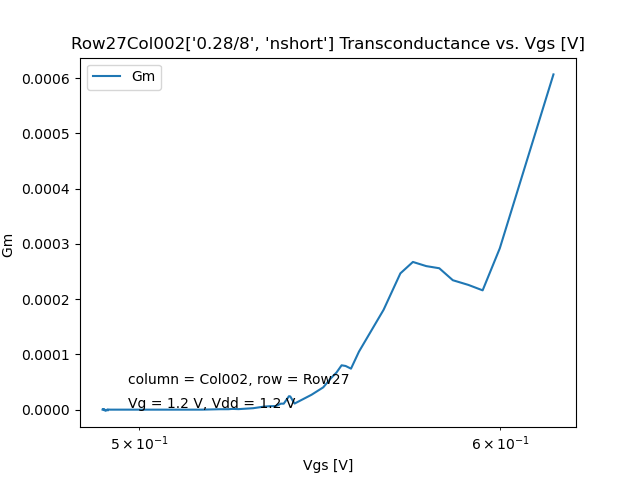 Row27Col002['0.28/8', 'nshort'] Transconductance vs. Vgs [V]
Gm
0.0006
0.0005
0.0004
0.0003
0.0002
0.0001
0.0000
Gm
column = Col002, row = Row27
Vg = 1.2 V, Vdd = 1.2 V
5 × 10⁻¹
6 × 10⁻¹
Vgs [V]